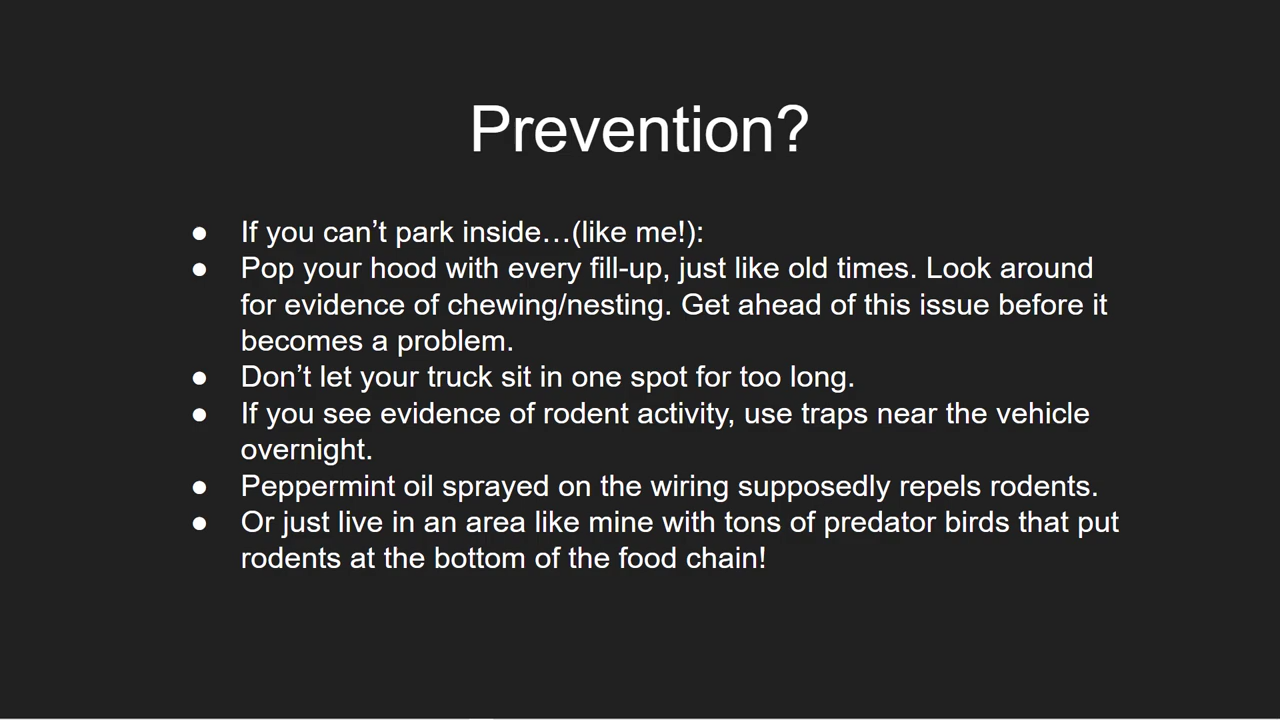 Prevention?
● If you can’t park inside…(like me!):
● Pop your hood with every fill-up, just like old times. Look around
for evidence of chewing/nesting. Get ahead of this issue before it
becomes a problem.
● Don’t let your truck sit in one spot for too long.
● If you see evidence of rodent activity, use traps near the vehicle
overnight.
● Peppermint oil sprayed on the wiring supposedly repels rodents.
● Or just live in an area like mine with tons of predator birds that put
rodents at the bottom of the food chain!